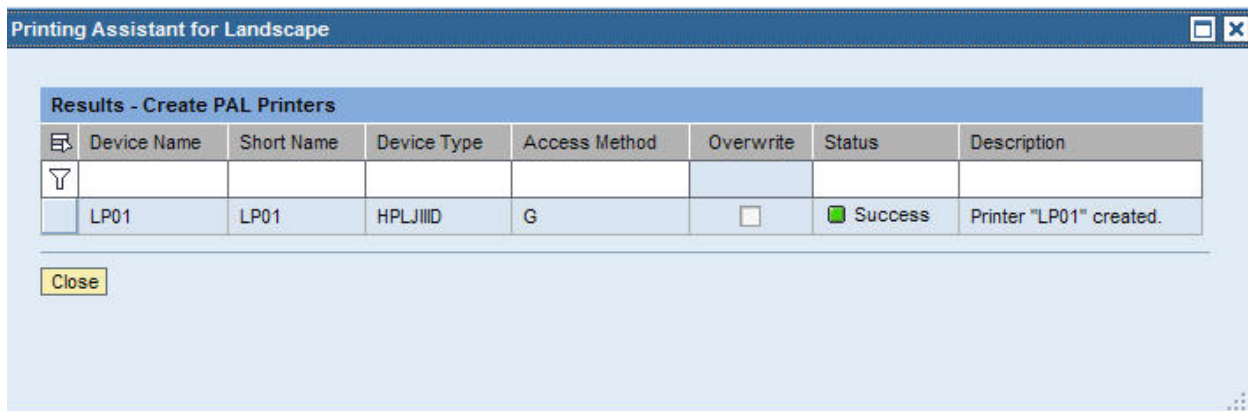 Printing Assistant for Landscape
Results - Create PAL Printers
Device Name Short Name Device Type Access Method Overwrite Status Description
LP01 LP01 HPLJIIID G Success Printer "LP01" created.
Close